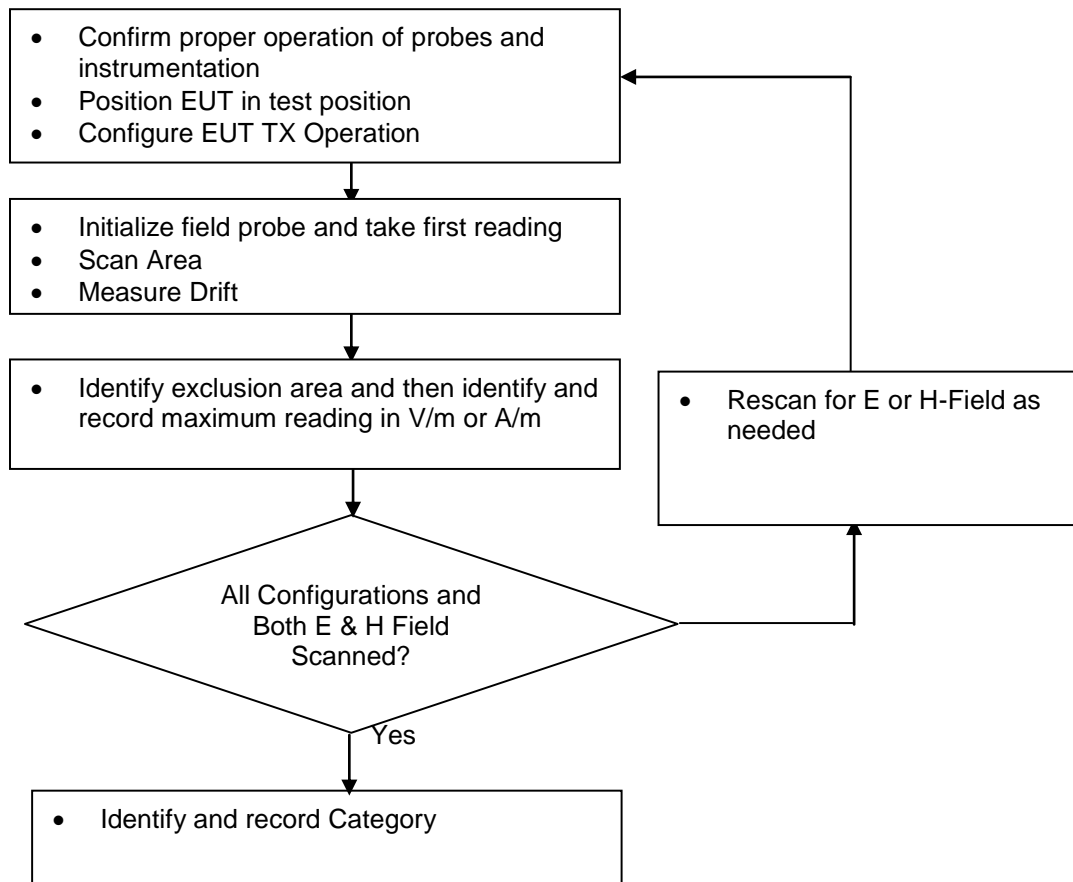 • Confirm proper operation of probes and
instrumentation
• Position EUT in test position
• Configure EUT TX Operation
• Initialize field probe and take first reading
• Scan Area
• Measure Drift
• Identify exclusion area and then identify and
record maximum reading in V/m or A/m
• Rescan for E or H-Field as
needed
All Configurations and
Both E & H Field
Scanned?
Yes
• Identify and record Category